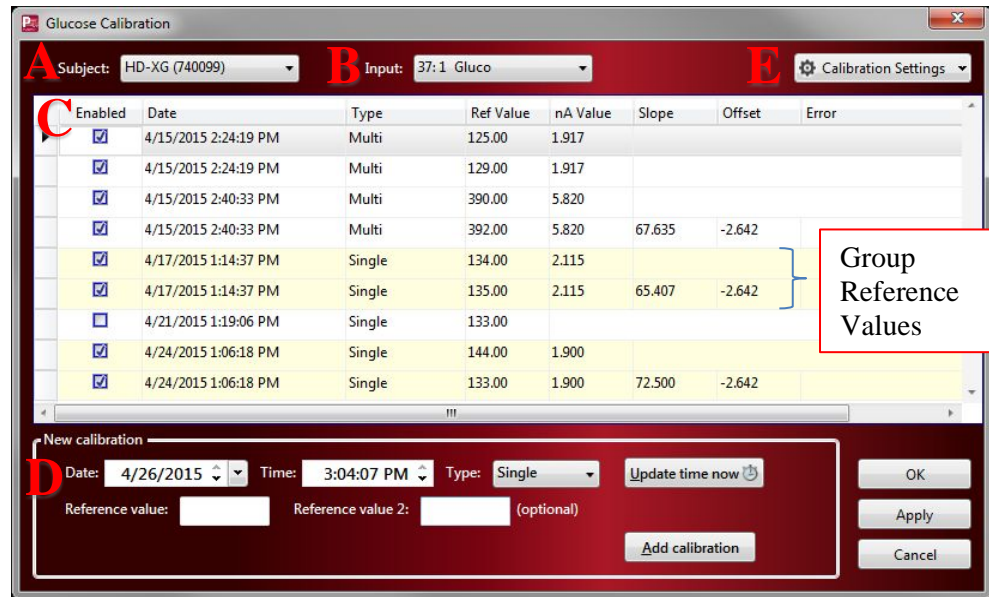 Glucose Calibration
A Subject: HD-XG (740099) B Input: 37: 1 Gluco E Calibration Settings
C Enabled Date Type Ref Value nA Value Slope Offset Error
4/15/2015 2:24:19 PM Multi 125.00 1.917
4/15/2015 2:24:19 PM Multi 129.00 1.917
4/15/2015 2:40:33 PM Multi 390.00 5.820
4/15/2015 2:40:33 PM Multi 392.00 5.820 67.635 -2.642
4/17/2015 1:14:37 PM Single 134.00 2.115
4/17/2015 1:14:37 PM Single 135.00 2.115 65.407 -2.642
4/21/2015 1:19:06 PM Single 133.00
4/24/2015 1:06:18 PM Single 144.00 1.900
4/24/2015 1:06:18 PM Single 133.00 1.900 72.500 -2.642
Group
Reference
Values
New calibration
D Date: 4/26/2015 Time: 3:04:07 PM Type: Single Update time now
Reference value: Reference value 2: (optional)
Add calibration
OK
Apply
Cancel